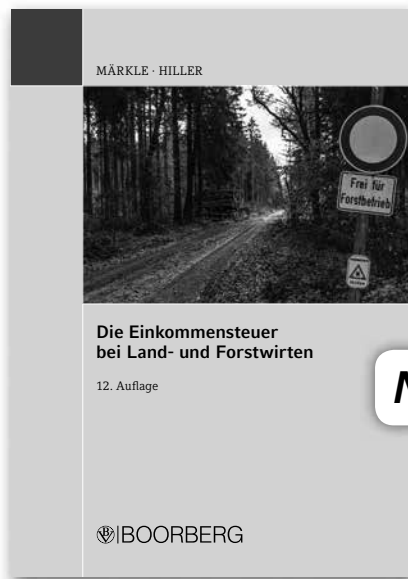 MÄRKLE · HILLER
Frei für
Forstbetrieb
Die Einkommensteuer
bei Land- und Forstwirten
12. Auflage
BOORBERG